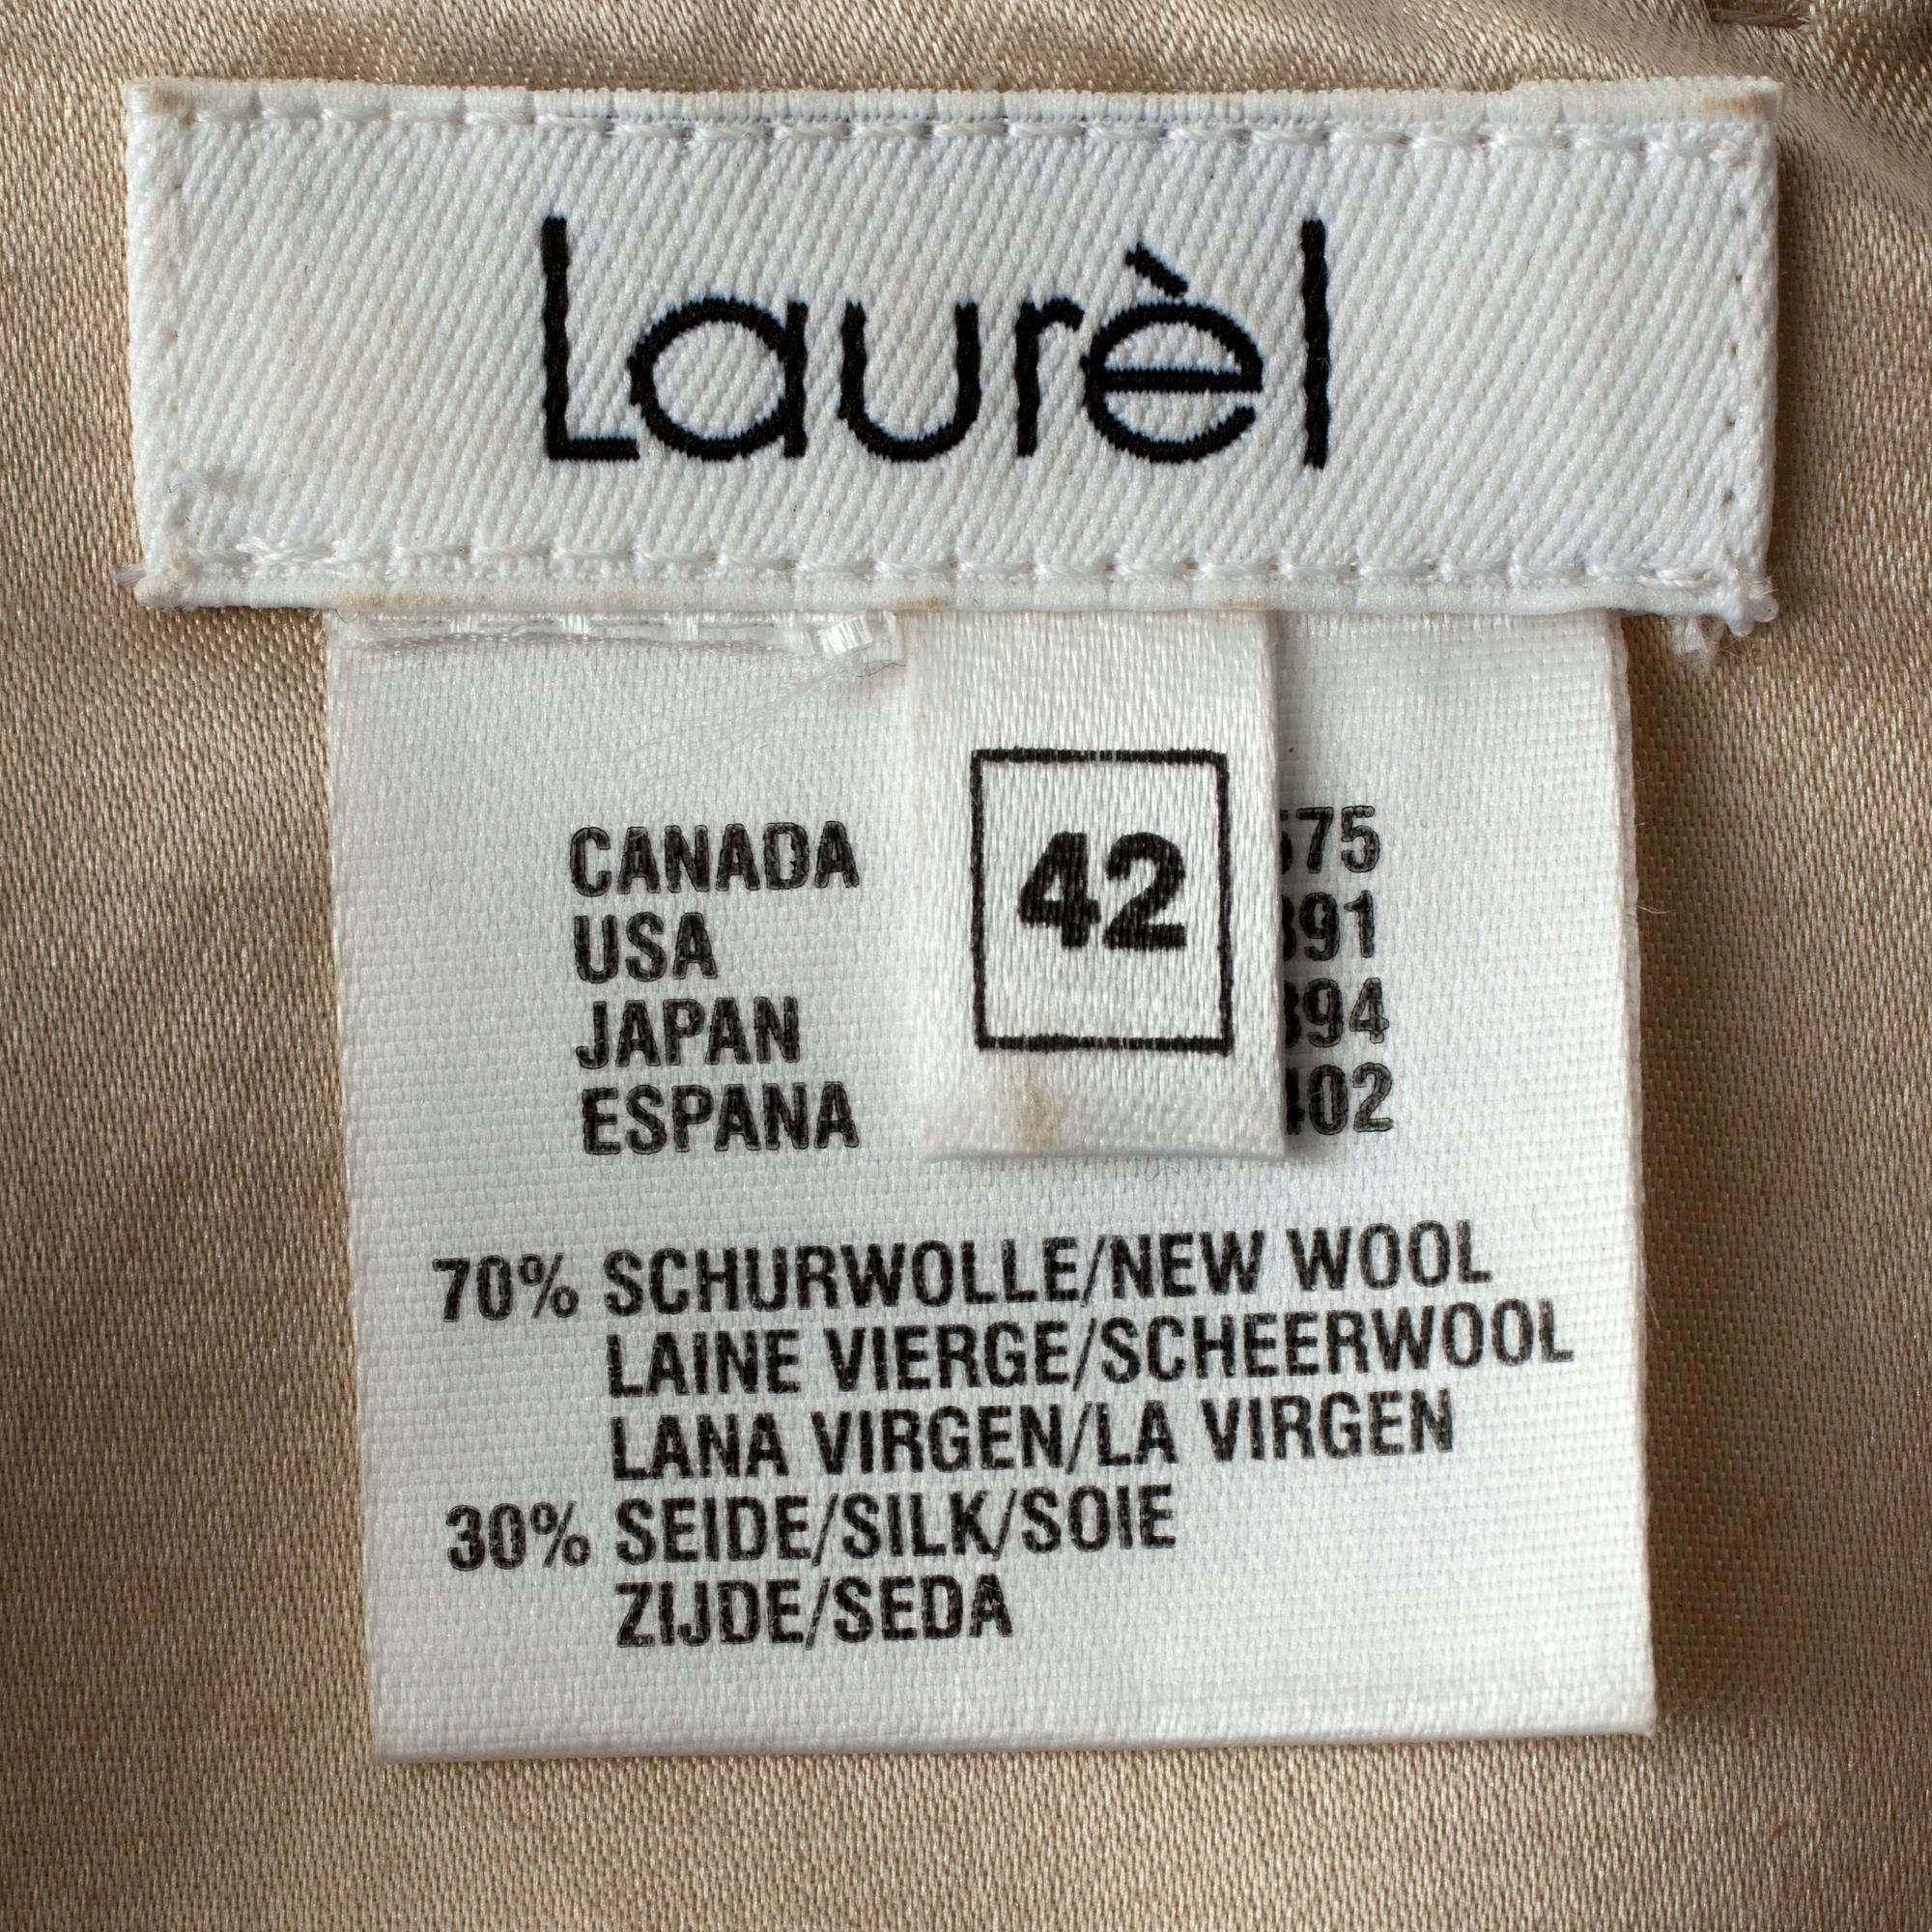 Laurèl
42
CANADA
USA
JAPAN
ESPANA
70% SCHURWOLLE/NEW WOOL
LAINE VIERGE/SCHEERWOOL
LANA VIRGEN/LA VIRGEN
30% SEIDE/SILK/SOIE
ZIJDE/SEDA